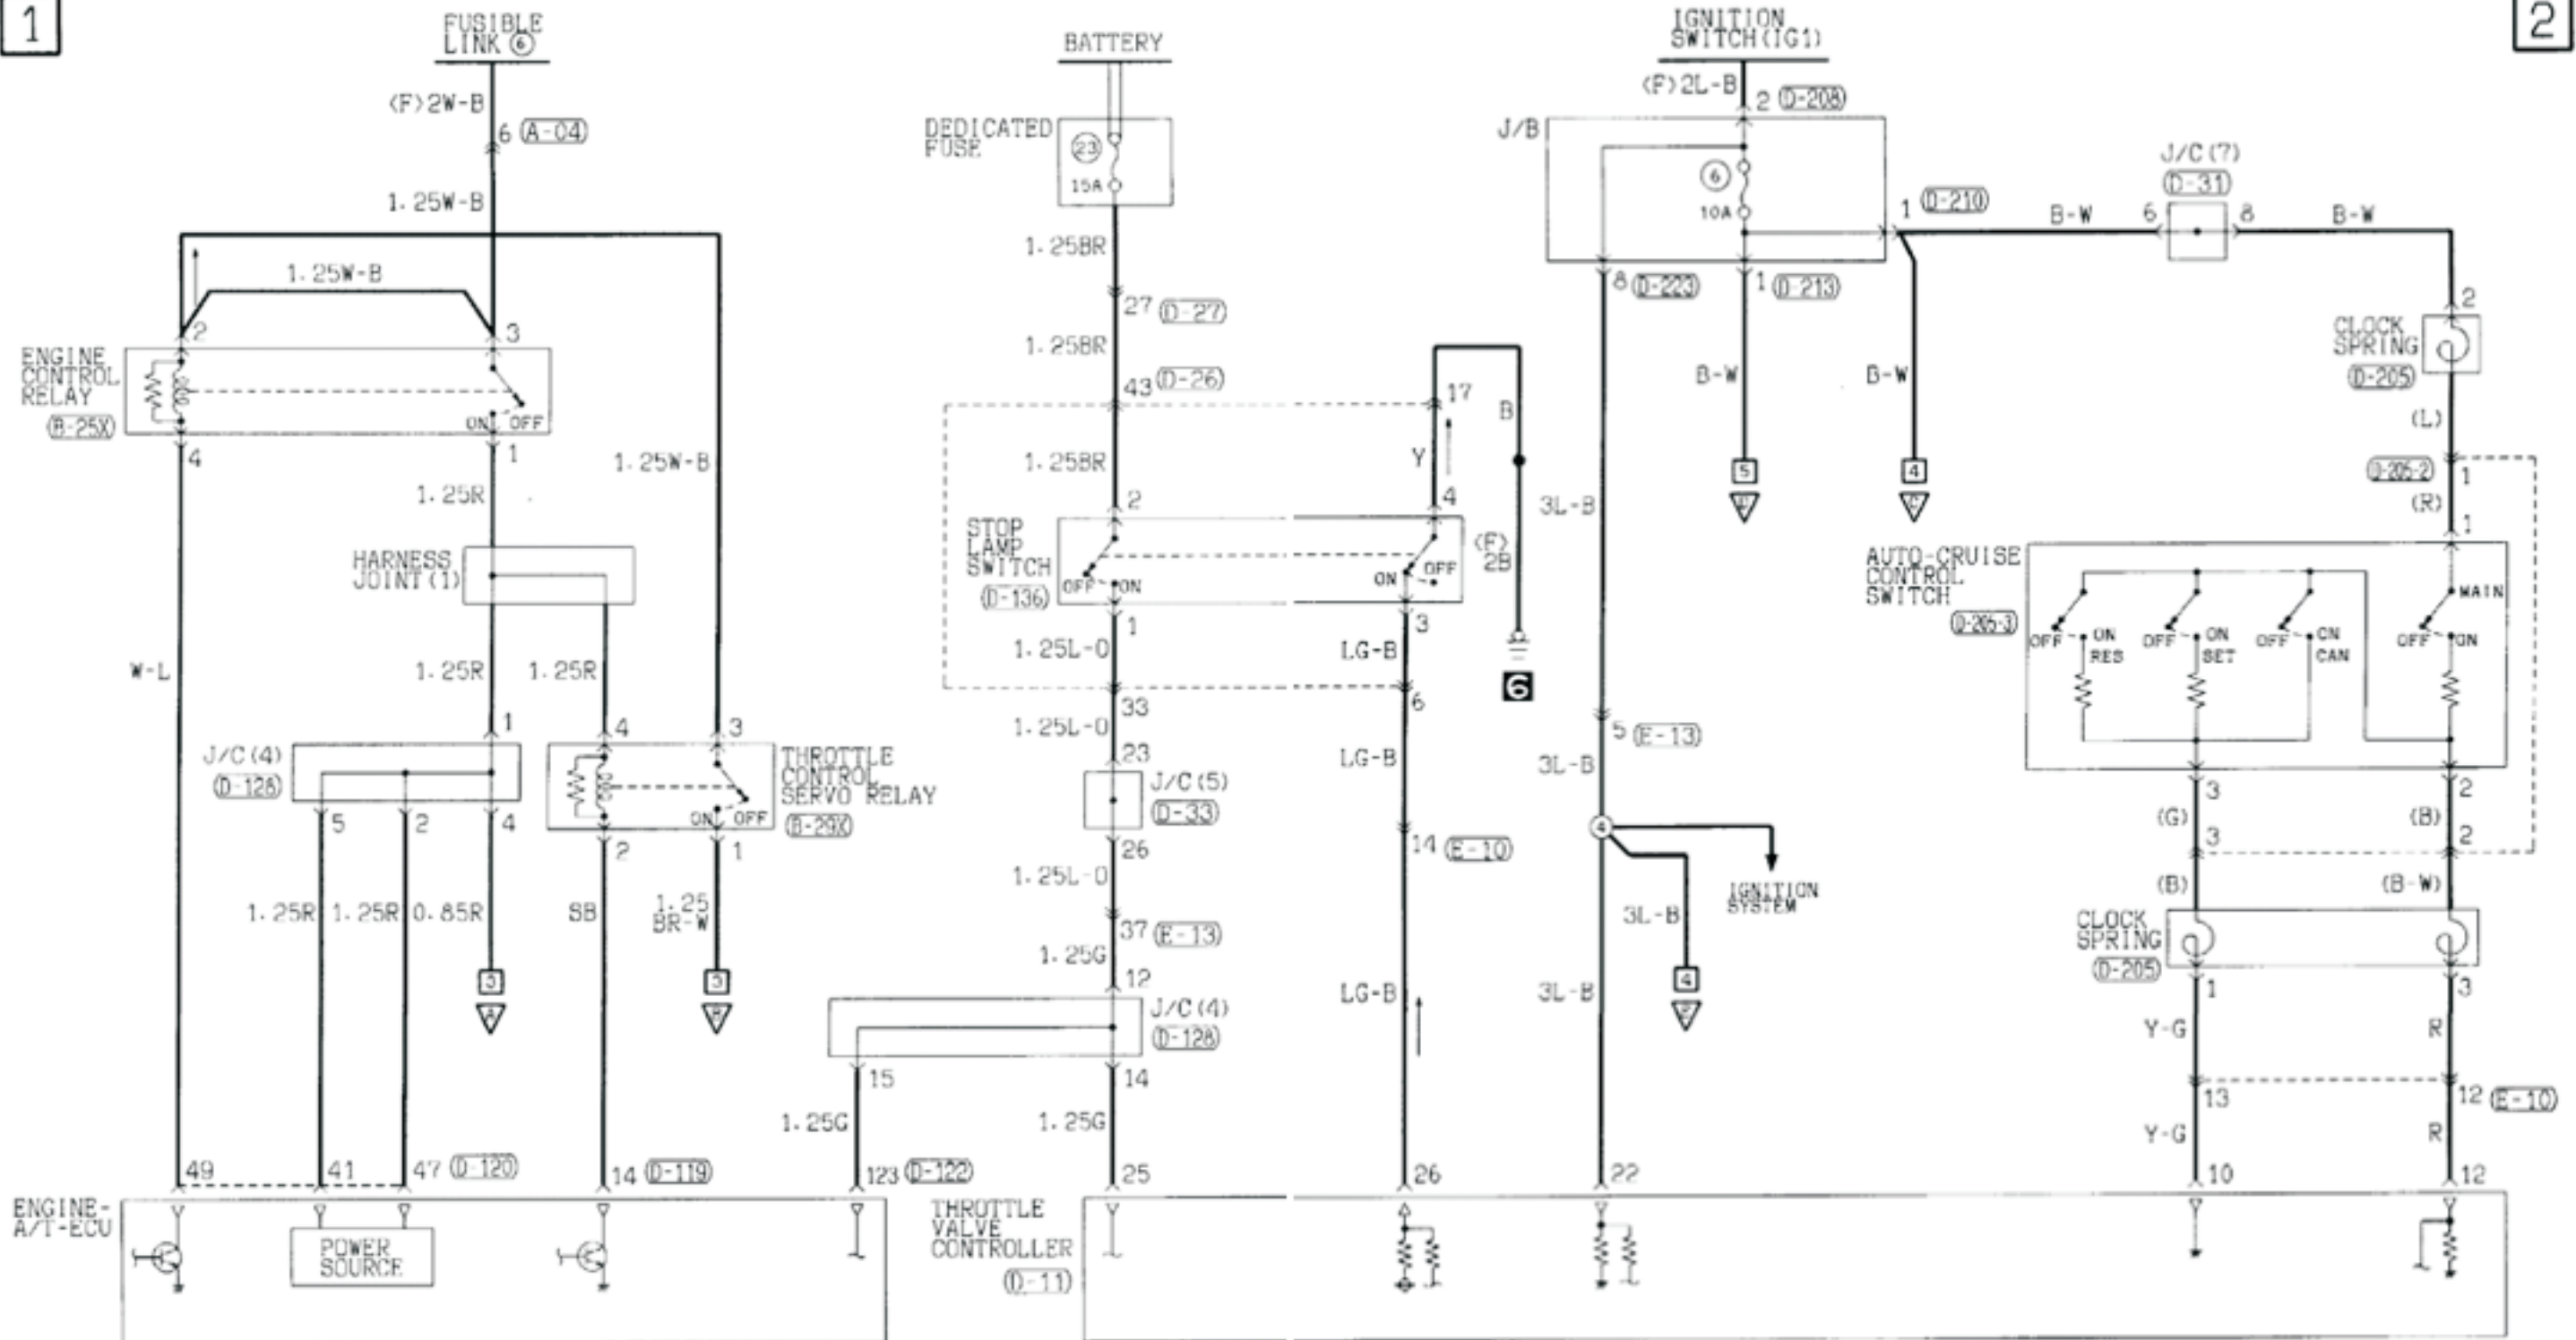 1
FUSIBLE
LINK 6
BATTERY
IGNITION
SWITCH(IG1)
2
<F>2W-B
6 A-04
1.25W-B
1.25W-B
2
3
ENGINE
CONTROL
RELAY
B-25X
ON OFF
4
1
1.25R
1.25W-B
HARNESS
JOINT(1)
W-L
1.25R
1.25R
1
4
3
J/C(4)
D-128
THROTTLE
CONTROL
SERVO RELAY
B-29X
ON OFF
5
2
4
2
1
1.25R
1.25R
0.85R
SB
1.25
BR-W
3
A
3
B
49
41
47 D-120
14 D-119
123 D-122
ENGINE-
A/T-ECU
POWER
SOURCE
DEDICATED
FUSE
23
15A
1.25BR
27 D-27
1.25BR
43 D-26
17
B
1.25BR
Y
2
4
STOP
LAMP
SWITCH
D-136
OFF ON
ON OFF
<F>
2B
1
3
1.25L-O
LG-B
6
33
6
1.25L-O
LG-B
23
J/C(5)
D-33
26
14 E-10
1.25L-O
37 E-13
1.25G
12
LG-B
J/C(4)
D-128
15
14
1.25G
1.25G
25
26
THROTTLE
VALVE
CONTROLLER
D-11
<F>2L-B
2 D-208
J/B
6
10A
1 D-210
8 D-223
1 D-213
B-W
6
J/C(7)
D-31
8
B-W
B-W
B-W
5
4
C
3L-B
5 E-13
3L-B
4
IGNITION
SYSTEM
3L-B
4
3L-B
22
2
CLOCK
SPRING
D-205
(L)
D-205-2
1
(R)
1
AUTO-CRUISE
CONTROL
SWITCH
D-205-3
MAIN
OFF ON
RES
OFF ON
SET
OFF ON
CAN
OFF ON
3
2
(G)
(B)
3
2
(B)
(B-W)
CLOCK
SPRING
D-205
1
3
Y-G
R
13
12 E-10
Y-G
R
10
12